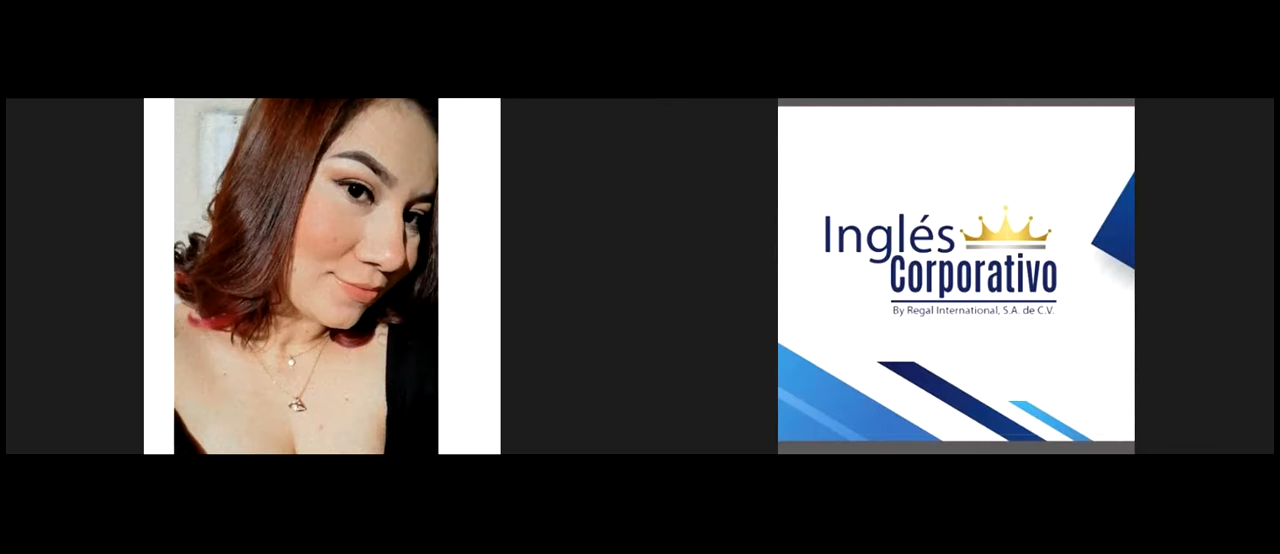 Inglés
Corporativo
By Regal International, S.A. de C.V.